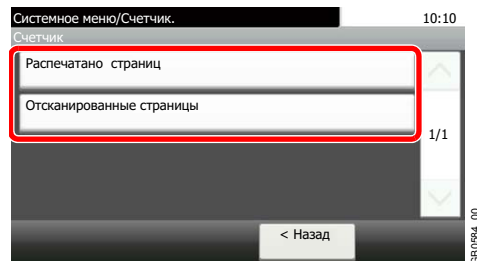 Системное меню/Счетчик.
10:10
Счетчик
Распечатано страниц
Отсканированные страницы
1/1
< Назад
GB0584_00